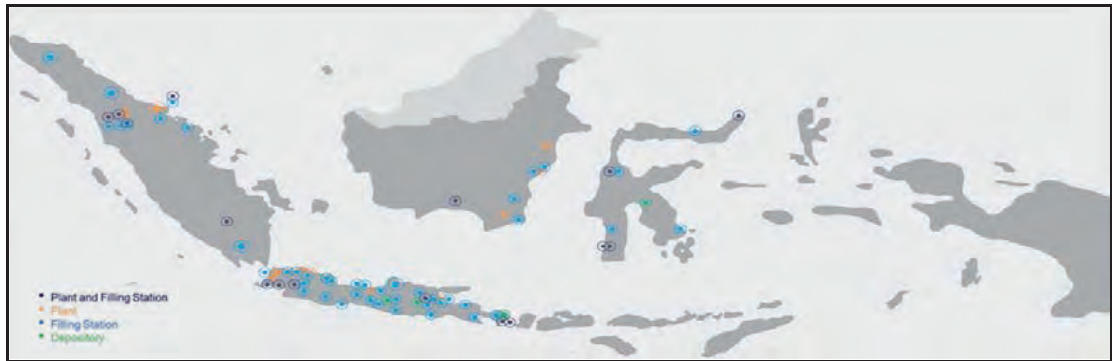 Plant and Filling Station
Plant
Filling Station
Depository